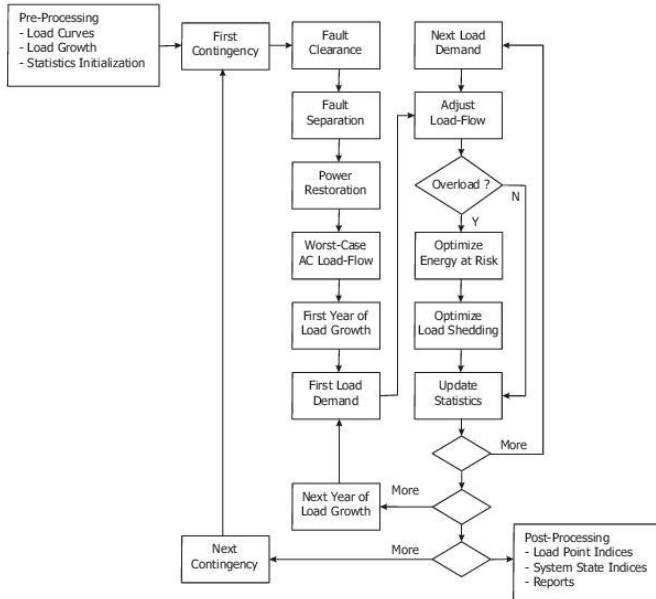 Pre-Processing
- Load Curves
- Load Growth
- Statistics Initialization
First
Contingency
Fault
Clearance
Next Load
Demand
Fault
Separation
Adjust
Load-Flow
Power
Restoration
Overload ?
N
Y
Worst-Case
AC Load-Flow
Optimize
Energy at Risk
First Year of
Load Growth
Optimize
Load Shedding
First Load
Demand
Update
Statistics
More
Next Year of
Load Growth
More
Next
Contingency
More
Post-Processing
- Load Point Indices
- System State Indices
- Reports